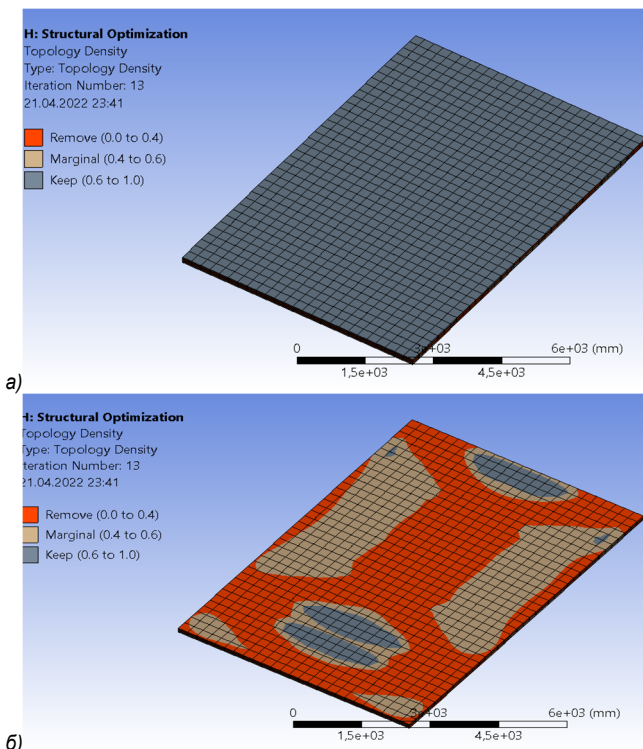 H: Structural Optimization
Topology Density
Type: Topology Density
Iteration Number: 13
21.04.2022 23:41
Remove (0.0 to 0.4)
Marginal (0.4 to 0.6)
Keep (0.6 to 1.0)
0 3e+03 6e+03 (mm)
1,5e+03 4,5e+03
а)
H: Structural Optimization
Topology Density
Type: Topology Density
Iteration Number: 13
21.04.2022 23:41
Remove (0.0 to 0.4)
Marginal (0.4 to 0.6)
Keep (0.6 to 1.0)
0 3e+03 6e+03 (mm)
1,5e+03 4,5e+03
б)